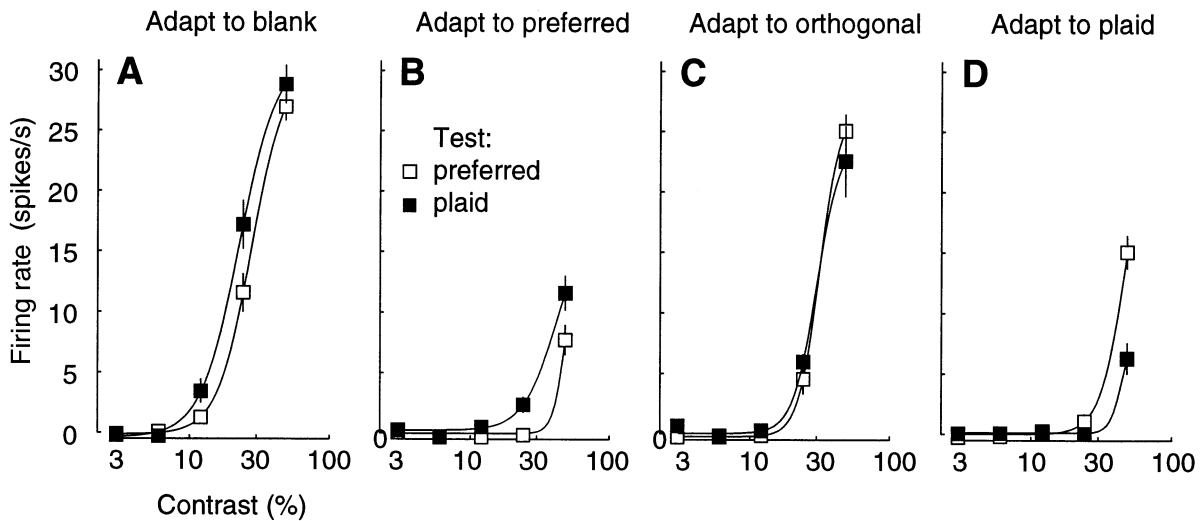 Adapt to blank
Adapt to preferred
Adapt to orthogonal
Adapt to plaid
A
B
C
D
30
25
20
15
10
5
0
Firing rate (spikes/s)
Test:
preferred
plaid
0
0
3 10 30 100
3 10 30 100
3 10 30 100
3 10 30 100
Contrast (%)